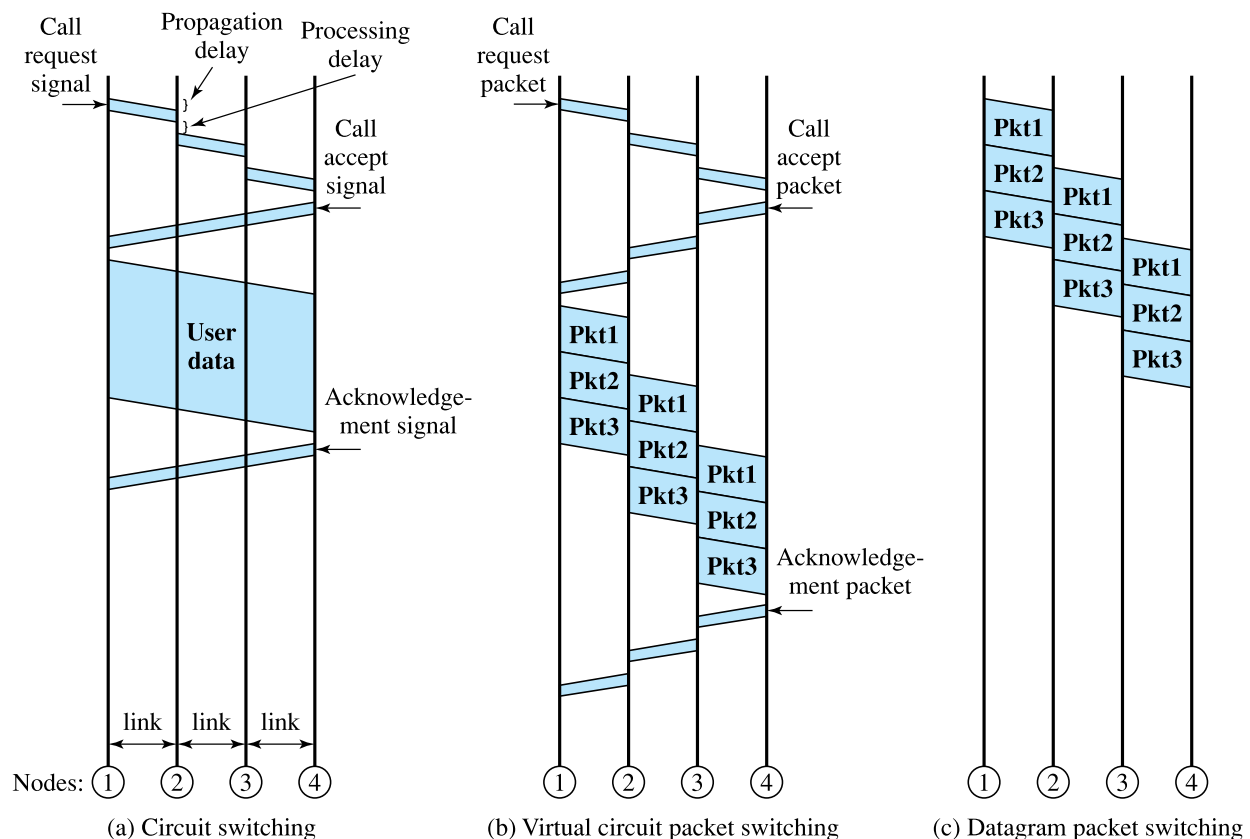 Call
request
signal
Propagation
delay
Processing
delay
Call
accept
signal
User
data
Acknowledge-
ment signal
link
link
link
Nodes: 1 2 3 4
(a) Circuit switching
Call
request
packet
Call
accept
packet
Pkt1
Pkt2
Pkt3
Pkt1
Pkt2
Pkt3
Pkt1
Pkt2
Pkt3
Acknowledge-
ment packet
1 2 3 4
(b) Virtual circuit packet switching
Pkt1
Pkt2
Pkt3
Pkt1
Pkt2
Pkt3
Pkt1
Pkt2
Pkt3
1 2 3 4
(c) Datagram packet switching